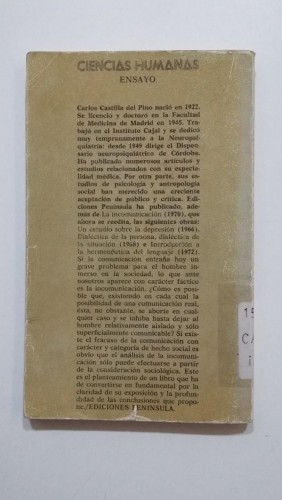 CIENCIAS HUMANAS
ENSAYO
Carlos Castilla del Pino nació en 1922.
Se licenció y doctoró en la Facultad
de Medicina de Madrid en 1945. Tra-
bajó en el Instituto Cajal y se dedicó
muy tempranamente a la Neuropsi-
quiatría: desde 1949 dirige el Dispen-
sario neuropsiquiátrico de Córdoba.
Ha publicado numerosos artículos y
estudios relacionados con su especia-
lidad médica. Por otra parte, sus es-
tudios de psicología y antropología
social han merecido una creciente
aceptación de público y crítica. Edi-
ciones Península ha publicado, ade-
más de La incomunicación (1970), que
ahora se reedita, las siguientes obras:
Un estudio sobre la depresión (1966),
Dialéctica de la persona, dialéctica de
la situación (1968) e Introducción a
la hermenéutica del lenguaje (1972).
Si la comunicación entraña hoy un
grave problema para el hombre in-
merso en la sociedad, lo que ante
nosotros aparece con carácter fáctico
es la incomunicación. ¿Cómo es posi-
ble que, existiendo en cada cual la
posibilidad de una comunicación real,
ésta, no obstante, se aborte en cual-
quier caso y se inhiba hasta dejar al
hombre relativamente aislado y sólo
superficialmente comunicable? Si exis-
te el fracaso de la comunicación con
carácter y categoría de hecho social es
obvio que el análisis de la incomuni-
cación sólo puede efectuarse a partir
de la consideración sociológica. Este
es el planteamiento de un libro que ha
de convertirse en fundamental por la
claridad de su exposición y la profun-
didad de las conclusiones que propo-
ne./EDICIONES PENINSULA.
15
CA
i